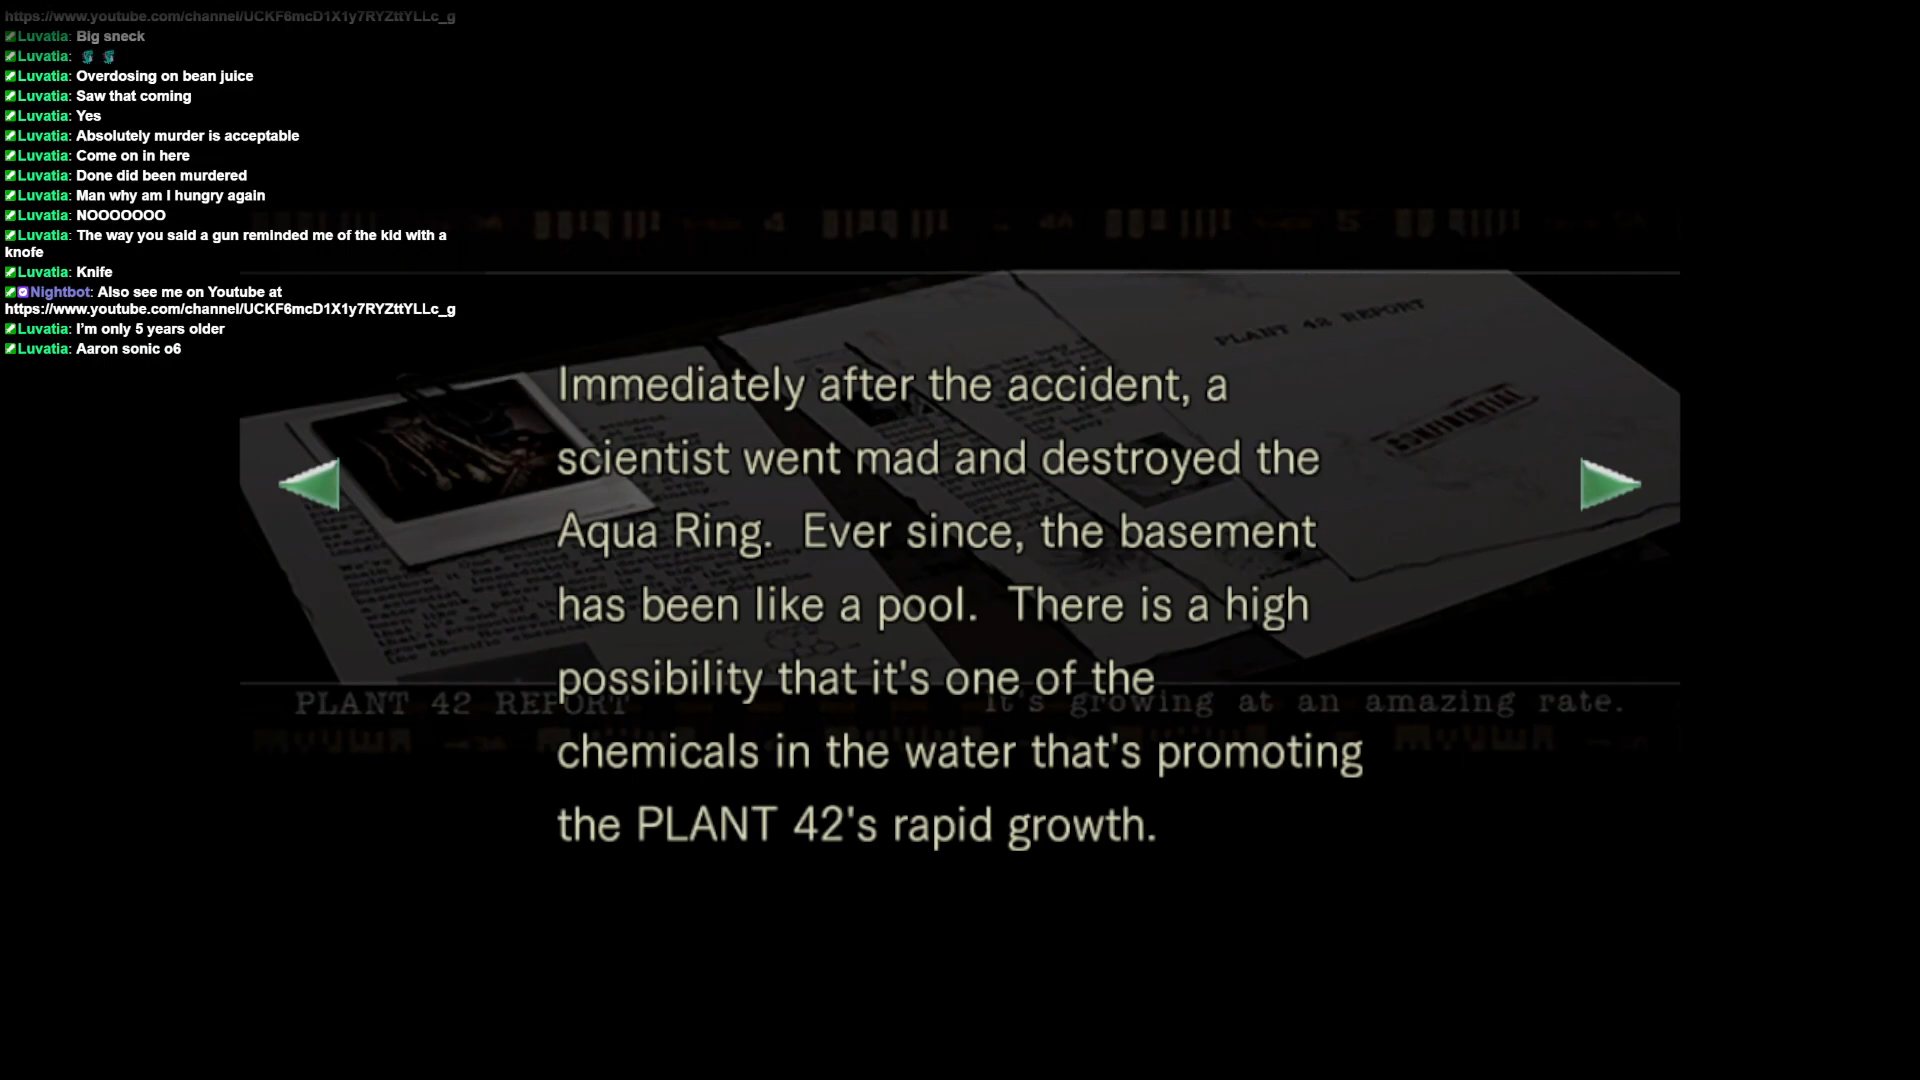 https://www.youtube.com/channel/UCKF6mcD1X1y7RYZttYLLc_g
Luvatia: Big sneck
Luvatia:
Luvatia: Overdosing on bean juice
Luvatia: Saw that coming
Luvatia: Yes
Luvatia: Absolutely murder is acceptable
Luvatia: Come on in here
Luvatia: Done did been murdered
Luvatia: Man why am I hungry again
Luvatia: NOOOOOOO
Luvatia: The way you said a gun reminded me of the kid with a
knofe
Luvatia: Knife
Nightbot: Also see me on Youtube at
https://www.youtube.com/channel/UCKF6mcD1X1y7RYZttYLLc_g
Luvatia: I'm only 5 years older
Luvatia: Aaron sonic o6
PLANT 42 REPORT
CONFIDENTIAL
Immediately after the accident, a
scientist went mad and destroyed the
Aqua Ring.  Ever since, the basement
has been like a pool.  There is a high
possibility that it's one of the
chemicals in the water that's promoting
the PLANT 42's rapid growth.
PLANT 42 REPORT
It's growing at an amazing rate.